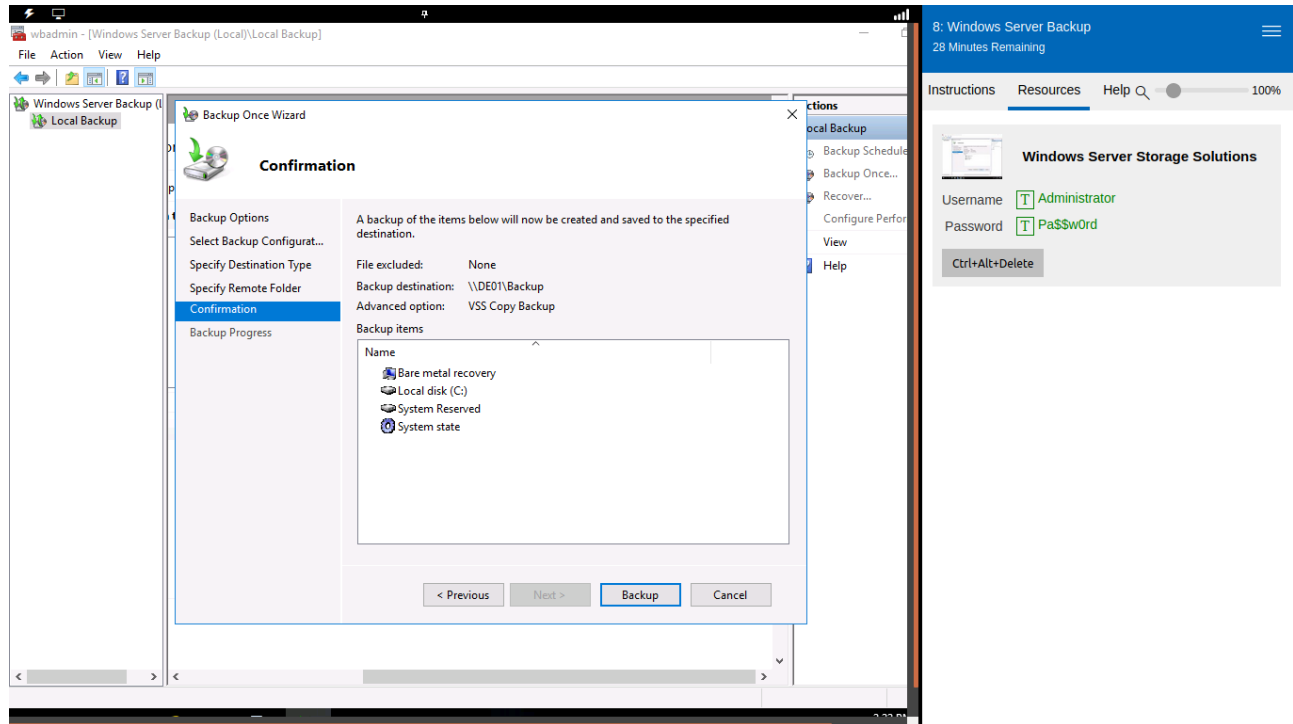 wbadmin - [Windows Server Backup (Local)\Local Backup]
File Action View Help
Windows Server Backup (L
Local Backup
Backup Once Wizard
Confirmation
Backup Options
Select Backup Configurat...
Specify Destination Type
Specify Remote Folder
Confirmation
Backup Progress
A backup of the items below will now be created and saved to the specified
destination.
File excluded: None
Backup destination: \\DE01\Backup
Advanced option: VSS Copy Backup
Backup items
Name
Bare metal recovery
Local disk (C:)
System Reserved
System state
< Previous Next > Backup Cancel
ctions
ocal Backup
Backup Schedule
Backup Once...
Recover...
Configure Perfor
View
Help
8: Windows Server Backup
28 Minutes Remaining
Instructions Resources Help 100%
Windows Server Storage Solutions
Username T Administrator
Password T Pa$$w0rd
Ctrl+Alt+Delete